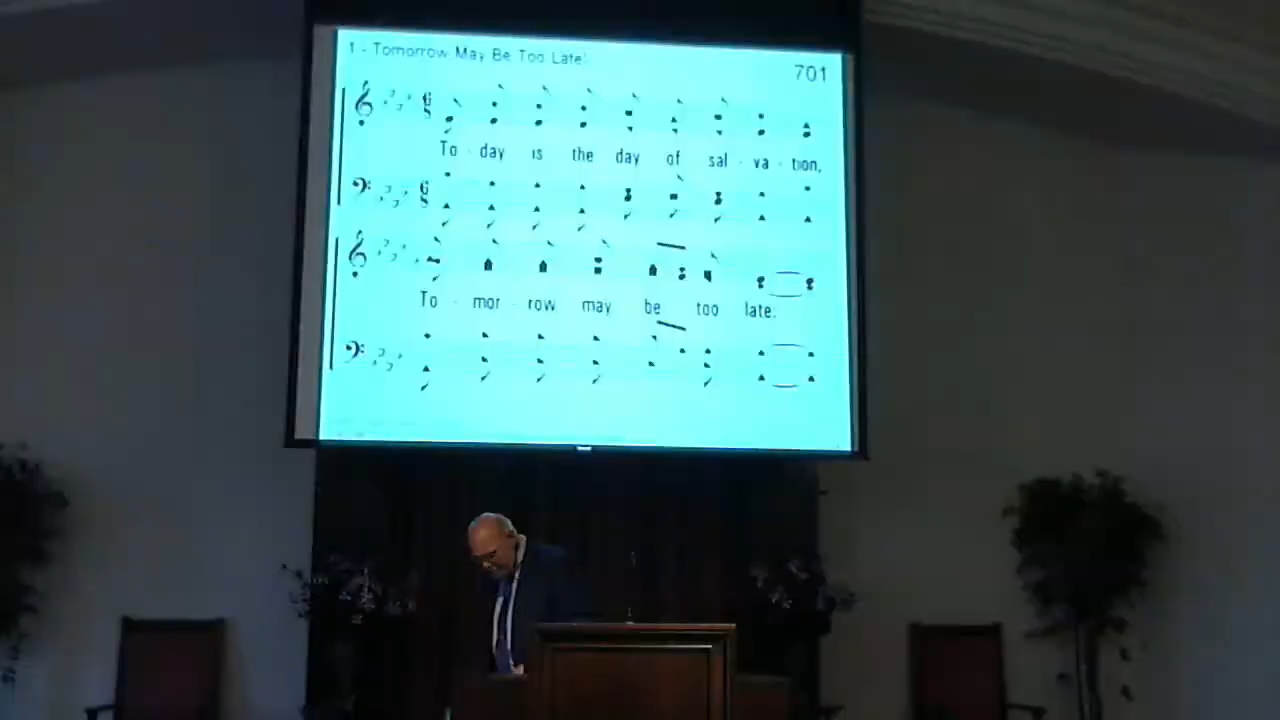 1 - Tomorrow May Be Too Late!
701
To - day is the day of sal - va - tion,
To - mor - row may be too late: